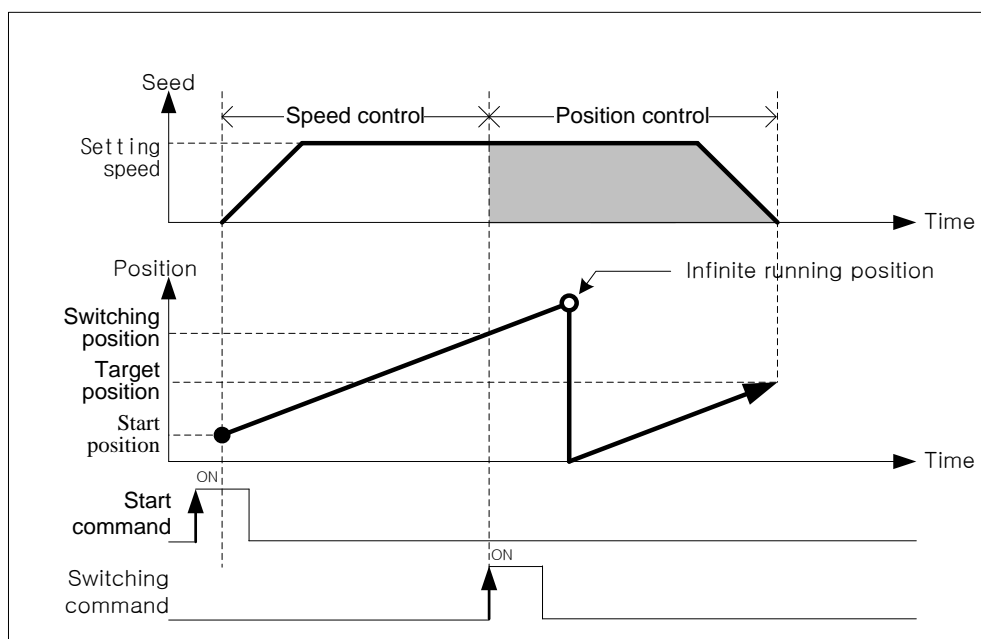 Seed
Speed control
Position control
Setting
speed
Time
Position
Infinite running position
Switching
position
Target
position
Start
position
Time
ON
Start
command
ON
Switching
command